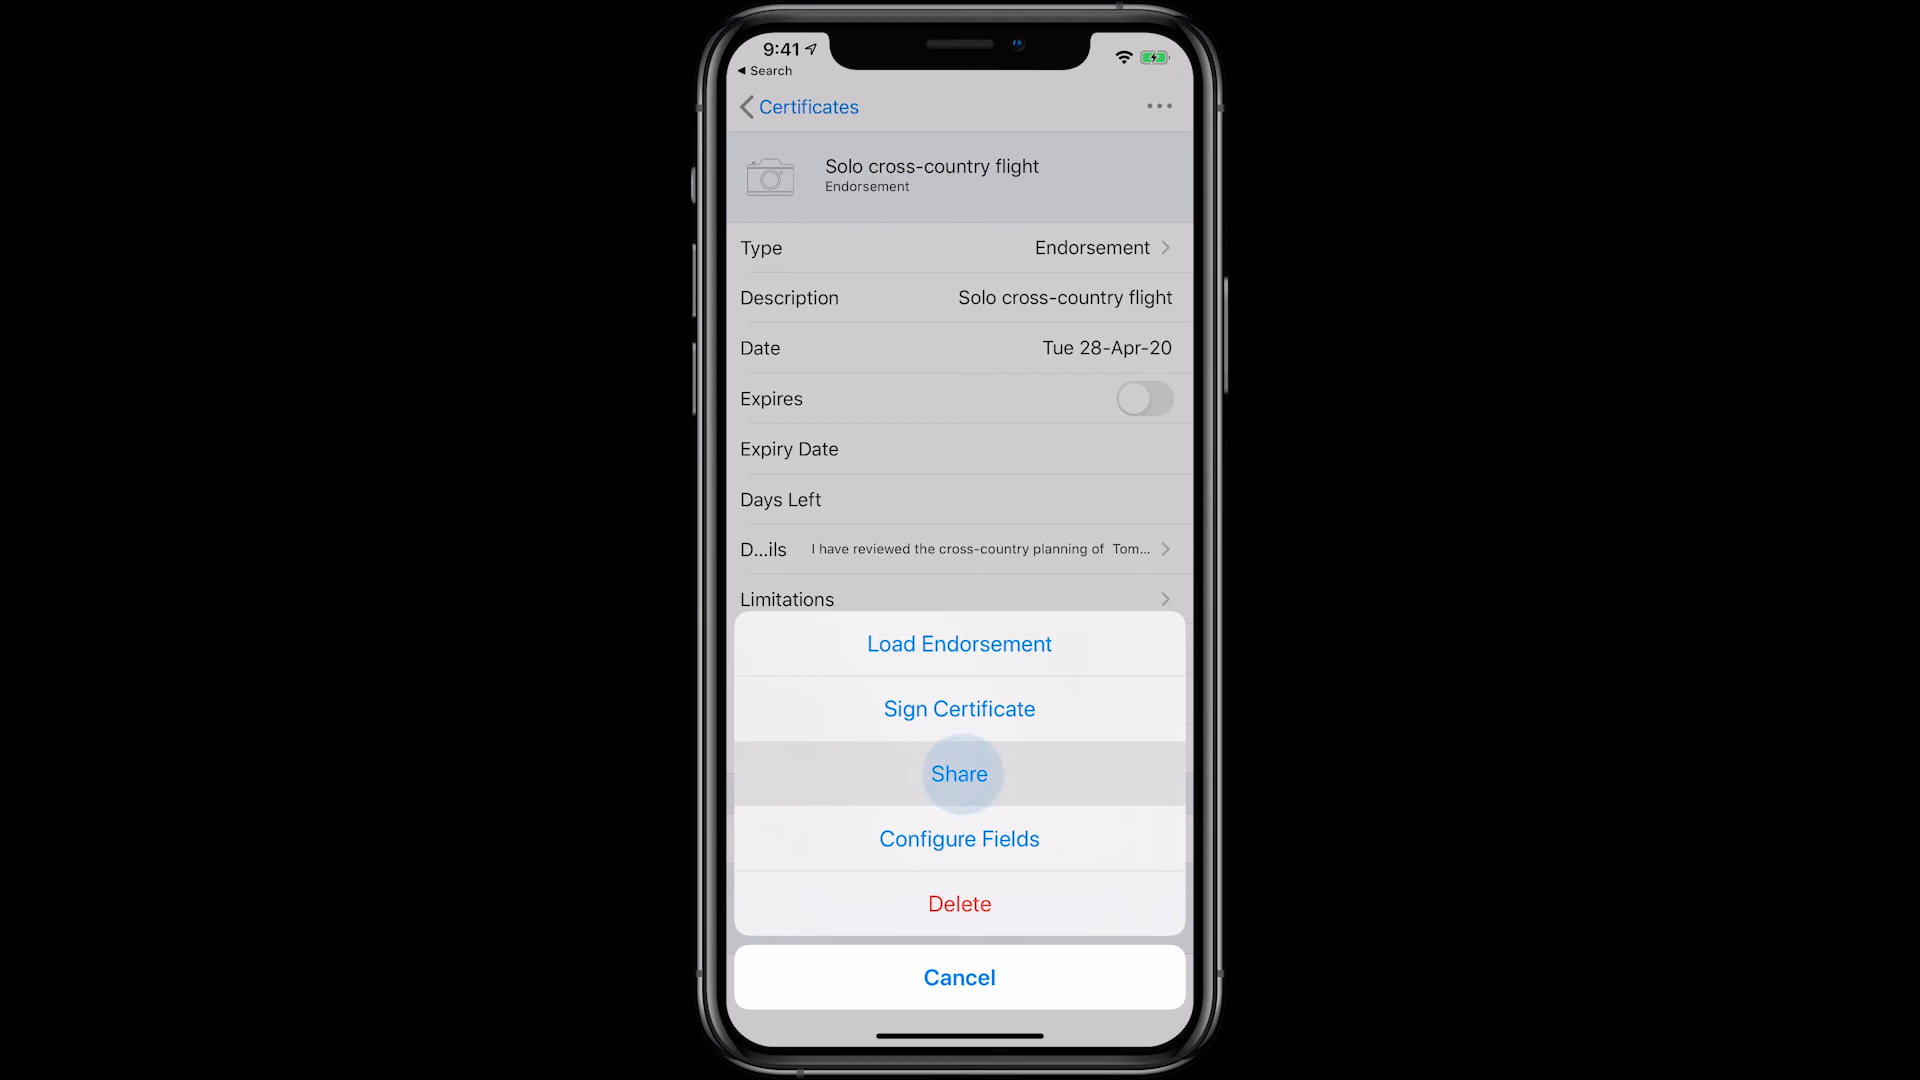 9:41
Search
Certificates
Solo cross-country flight
Endorsement
Type Endorsement
Description Solo cross-country flight
Date Tue 28-Apr-20
Expires
Expiry Date
Days Left
D...ils I have reviewed the cross-country planning of Tom...
Limitations
Load Endorsement
Sign Certificate
Share
Configure Fields
Delete
Cancel